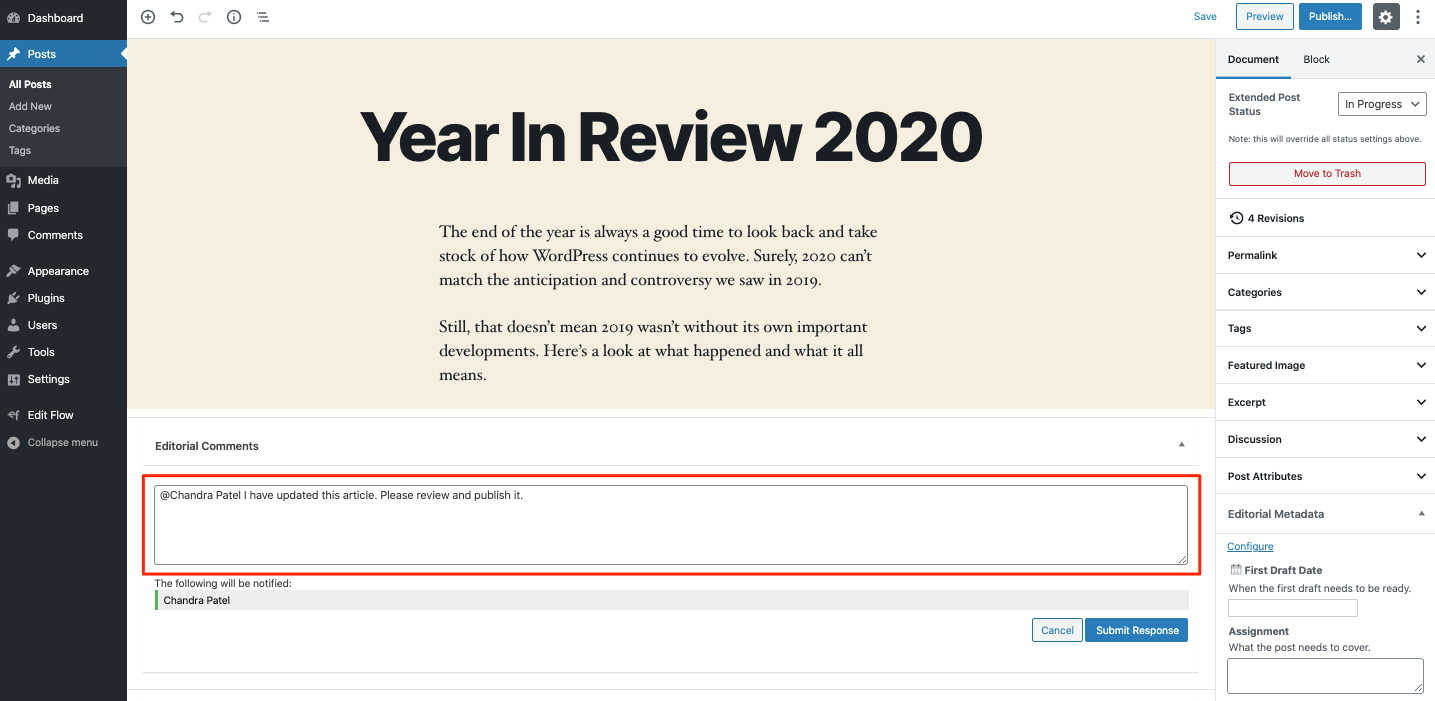 Dashboard
Posts
All Posts
Add New
Categories
Tags
Media
Pages
Comments
Appearance
Plugins
Users
Tools
Settings
Edit Flow
Collapse menu
Save
Preview
Publish...
Year In Review 2020
The end of the year is always a good time to look back and take
stock of how WordPress continues to evolve. Surely, 2020 can’t
match the anticipation and controversy we saw in 2019.
Still, that doesn’t mean 2019 wasn’t without its own important
developments. Here’s a look at what happened and what it all
means.
Editorial Comments
@Chandra Patel I have updated this article. Please review and publish it.
The following will be notified:
Chandra Patel
Cancel
Submit Response
Document
Block
Extended Post
Status
In Progress
Note: this will override all status settings above.
Move to Trash
4 Revisions
Permalink
Categories
Tags
Featured Image
Excerpt
Discussion
Post Attributes
Editorial Metadata
Configure
First Draft Date
When the first draft needs to be ready.
Assignment
What the post needs to cover.